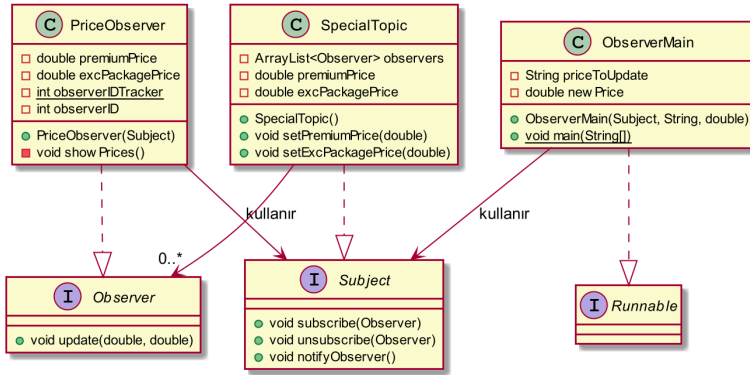 C PriceObserver
double premiumPrice
double excPackagePrice
int observerIDTracker
int observerID
PriceObserver(Subject)
void show Prices()
C SpecialTopic
ArrayList<Observer> observers
double premiumPrice
double excPackagePrice
SpecialTopic()
void setPremiumPrice(double)
void setExcPackagePrice(double)
C ObserverMain
String priceToUpdate
double new Price
ObserverMain(Subject, String, double)
void main(String[])
kullanır
kullanır
0..*
I Observer
void update(double, double)
I Subject
void subscribe(Observer)
void unsubscribe(Observer)
void notifyObserver()
I Runnable